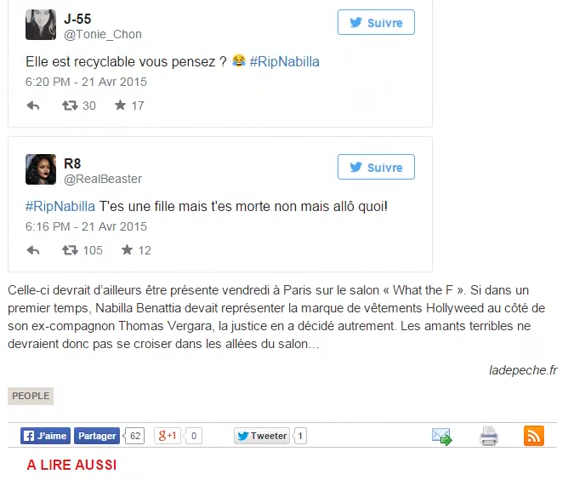 J-55
@Tonie_Chon
Suivre
Elle est recyclable vous pensez ? 😂 #RipNabilla
6:20 PM - 21 Avr 2015
30 17
R8
@RealBeaster
Suivre
#RipNabilla T'es une fille mais t'es morte non mais allô quoi!
6:16 PM - 21 Avr 2015
105 12
Celle-ci devrait d'ailleurs être présente vendredi à Paris sur le salon « What the F ». Si dans un
premier temps, Nabilla Benattia devait représenter la marque de vêtements Hollyweed au côté de
son ex-compagnon Thomas Vergara, la justice en a décidé autrement. Les amants terribles ne
devraient donc pas se croiser dans les allées du salon…
ladepeche.fr
PEOPLE
J'aime Partager 62 g+1 0 Tweeter 1
A LIRE AUSSI